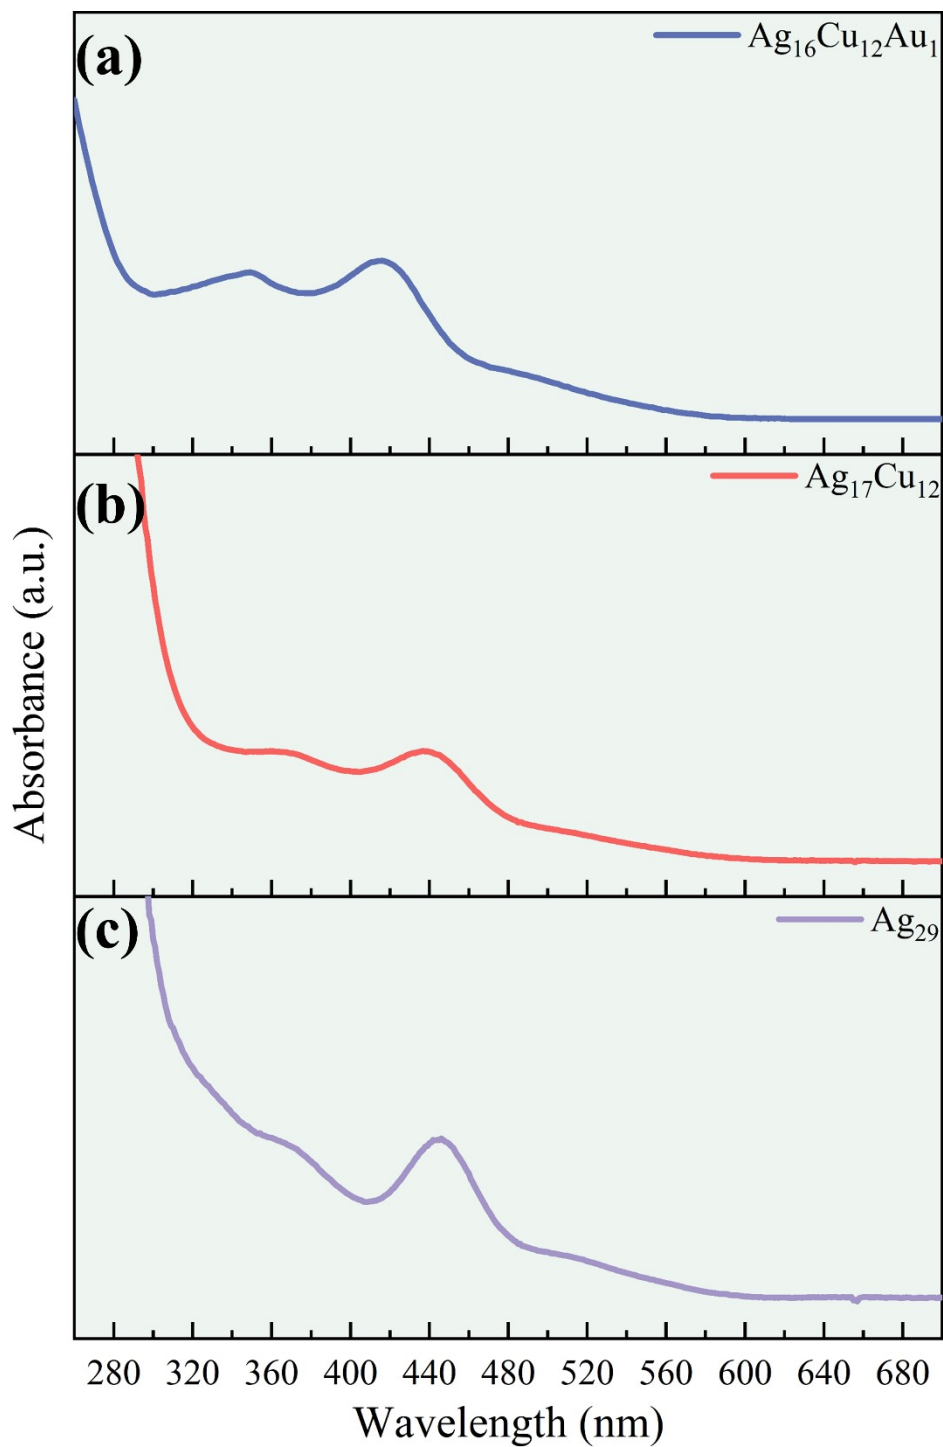 (a)
Ag₁₆Cu₁₂Au₁
(b)
Ag₁₇Cu₁₂
(c)
Ag₂₉
Absorbance (a.u.)
280 320 360 400 440 480 520 560 600 640 680
Wavelength (nm)